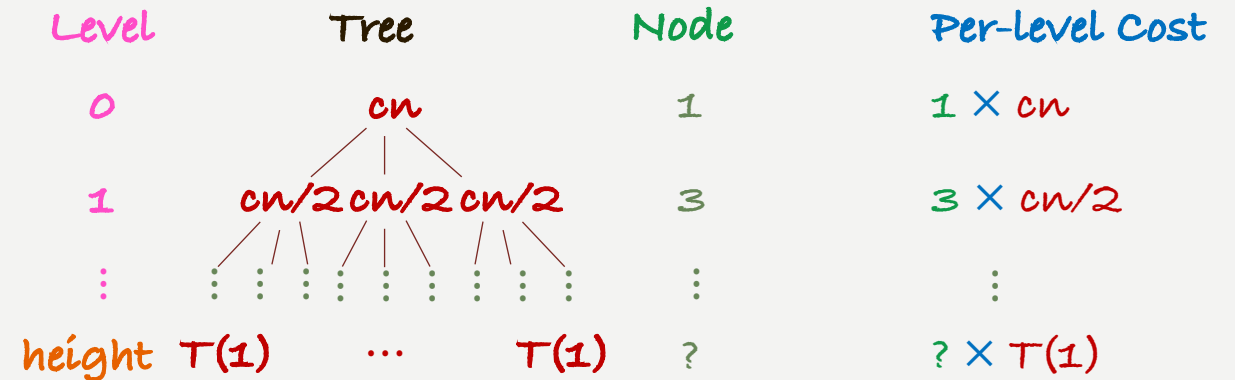 Level Tree Node Per-level Cost
0 cn 1 1 × cn
1 cn/2 cn/2 cn/2 3 3 × cn/2
⋮ ⋮ ⋮ ⋮ ⋮ ⋮ ⋮ ⋮ ⋮ ⋮ ⋮ ⋮
height T(1) ... T(1) ? ? × T(1)